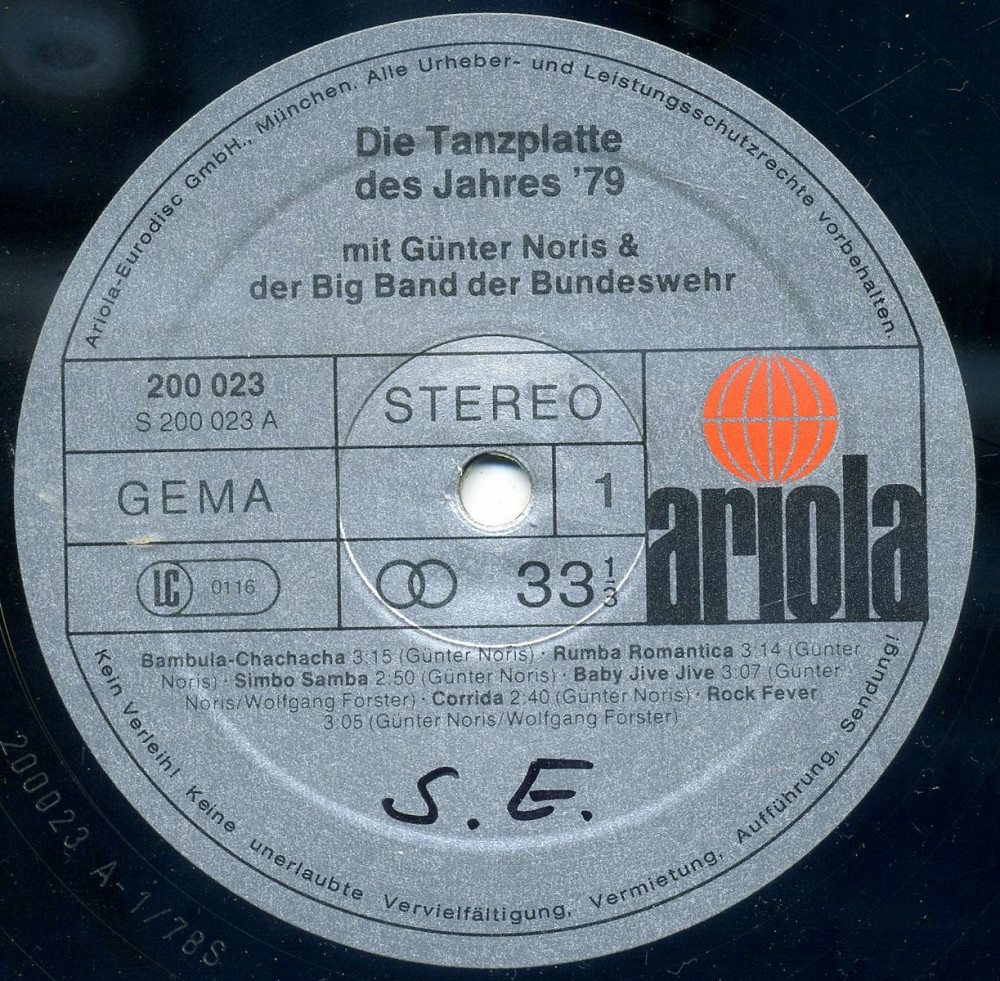 Ariola-Eurodisc GmbH., München. Alle Urheber- und Leistungsschutzrechte vorbehalten.
Die Tanzplatte
des Jahres '79
mit Günter Noris &
der Big Band der Bundeswehr
200 023
S 200 023 A
STEREO
GEMA
1
LC 0116
33 1/3
ariola
Bambula-Chachacha 3:15 (Günter Noris) · Rumba Romantica 3:14 (Günter
Noris) · Simbo Samba 2:50 (Günter Noris) · Baby Jive Jive 3:07 (Günter
Noris/Wolfgang Förster) · Corrida 2:40 (Günter Noris) · Rock Fever
3:05 (Günter Noris/Wolfgang Förster)
S. E.
Kein Verleih! Keine unerlaubte Vervielfältigung, Vermietung, Aufführung, Sendung!
200023 A-1/78S